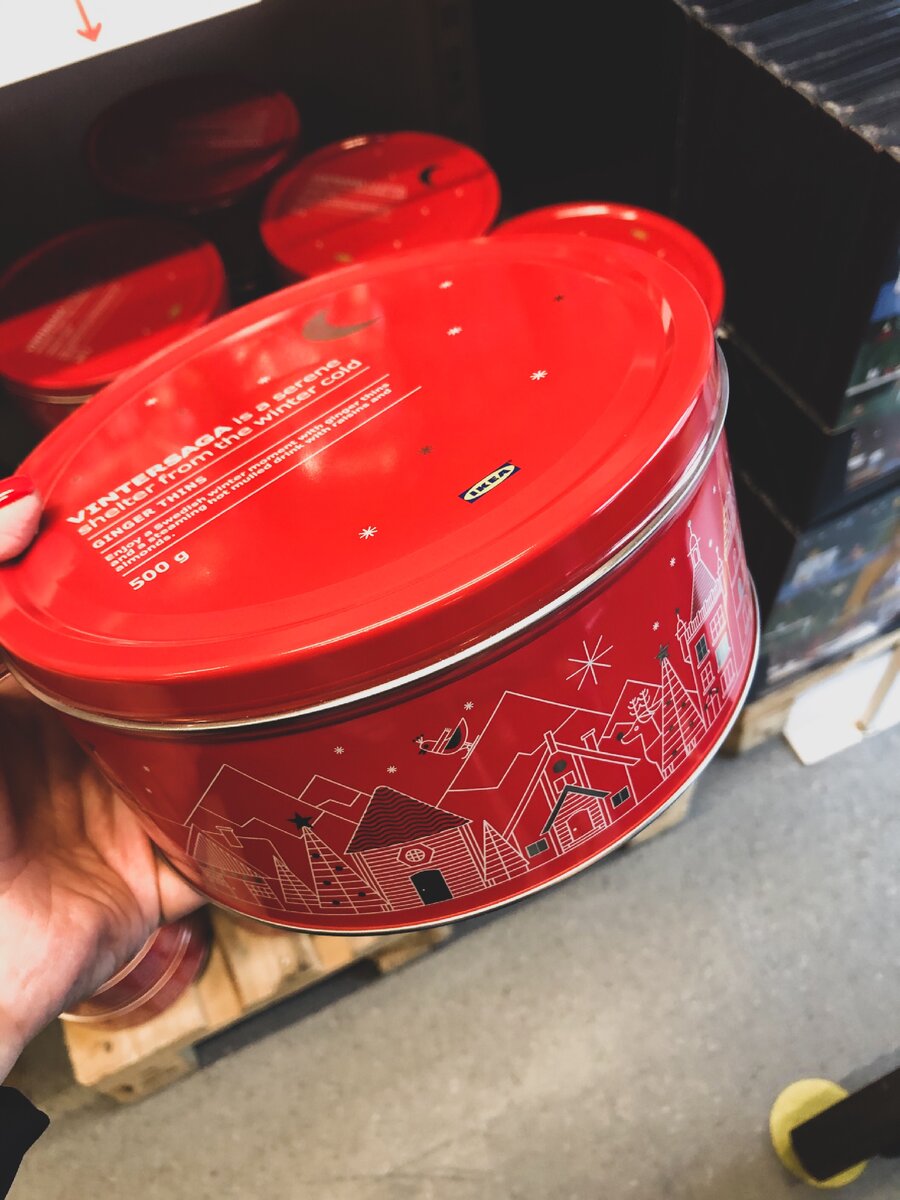 VINTERSAGA is a serene
shelter from the winter cold
GINGER THINS
Enjoy a Swedish winter moment with ginger thins
and a steaming hot mulled drink with raisins and
almonds.
500 g
IKEA